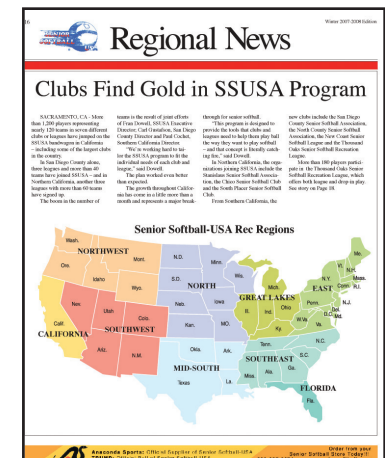 16
Winter 2007-2008 Edition
Regional News
Clubs Find Gold in SSUSA Program
SACRAMENTO, CA - More
than 1,200 players representing
nearly 120 teams in seven different
clubs or leagues have jumped on the
SSUSA bandwagon in California
– including some of the largest clubs
in the country.
In San Diego County alone,
three leagues and more than 40
teams have joined SSUSA – and in
Northern California, another three
leagues with more than 60 teams
have signed up.
The boom in the number of
teams is the result of joint efforts
of Fran Dowell, SSUSA Executive
Director, Carl Gustafson, San Diego
County Director and Paul Cochet,
Southern California Director.
"We're working hard to tai-
lor the SSUSA program to fit the
individual needs of each club and
league," said Dowell.
The plan worked even better
than expected.
The growth throughout Califor-
nia has come in a little more than a
month and represents a major break-
through for senior softball.
"This program is designed to
provide the tools that clubs and
leagues need to help them play ball
the way they want to play softball
– and that concept is literally catch-
ing fire," said Dowell.
In Northern California, the orga-
nizations joining SSUSA include the
Stanislaus Senior Softball Associa-
tion, the Chico Senior Softball Club
and the South Placer Senior Softball
Club.
From Southern California, the
new clubs include the San Diego
County Senior Softball Association,
the North County Senior Softball
Association, the New Coast Senior
Softball League and the Thousand
Oaks Senior Softball Recreation
League.
More than 180 players partici-
pate in the Thousand Oaks Senior
Softball Recreation League, which
offers both league and drop-in play.
See story on Page 18.
Senior Softball-USA Rec Regions
Wash.
NORTHWEST
Mont.
Ore.
Idaho
Wyo.
N.D.
Minn.
S.D.
NORTH
Wis.
Neb.
Iowa
Kan.
MO.
GREAT LAKES
Mich.
Ill.
Ind.
Ohio
Ky.
Me.
Vt.
N.H.
N.Y.
Mass.
EAST
Conn.
R.I.
Penn.
N.J.
D.C.
Del.
Md.
W.Va.
Va.
Nev.
Utah
Colo.
Calif.
CALIFORNIA
SOUTHWEST
Ariz.
N.M.
Okla.
Ark.
MID-SOUTH
Texas
La.
Tenn.
N.C.
SOUTHEAST
S.C.
Miss.
Ala.
Ga.
FLORIDA
Fla.
Anaconda Sports: Official Supplier of Senior Softball-USA
Order from your
Senior Softball Store Today!!!